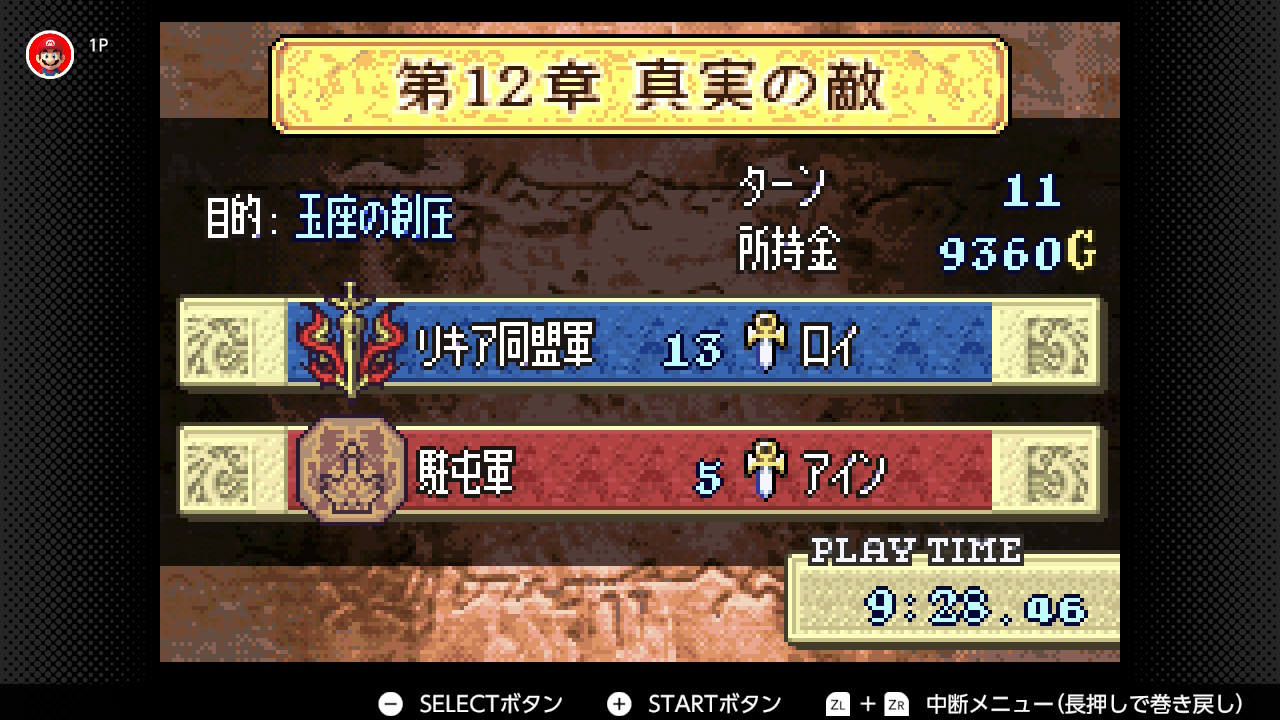 1P
第12章 真実の敵
目的: 玉座の制圧
ターン 11
所持金 9360G
リキア同盟軍 13 ロイ
駐屯軍 5 アイン
PLAY TIME
9:28.06
SELECTボタン STARTボタン ZL + ZR 中断メニュー(長押しで巻き戻し)